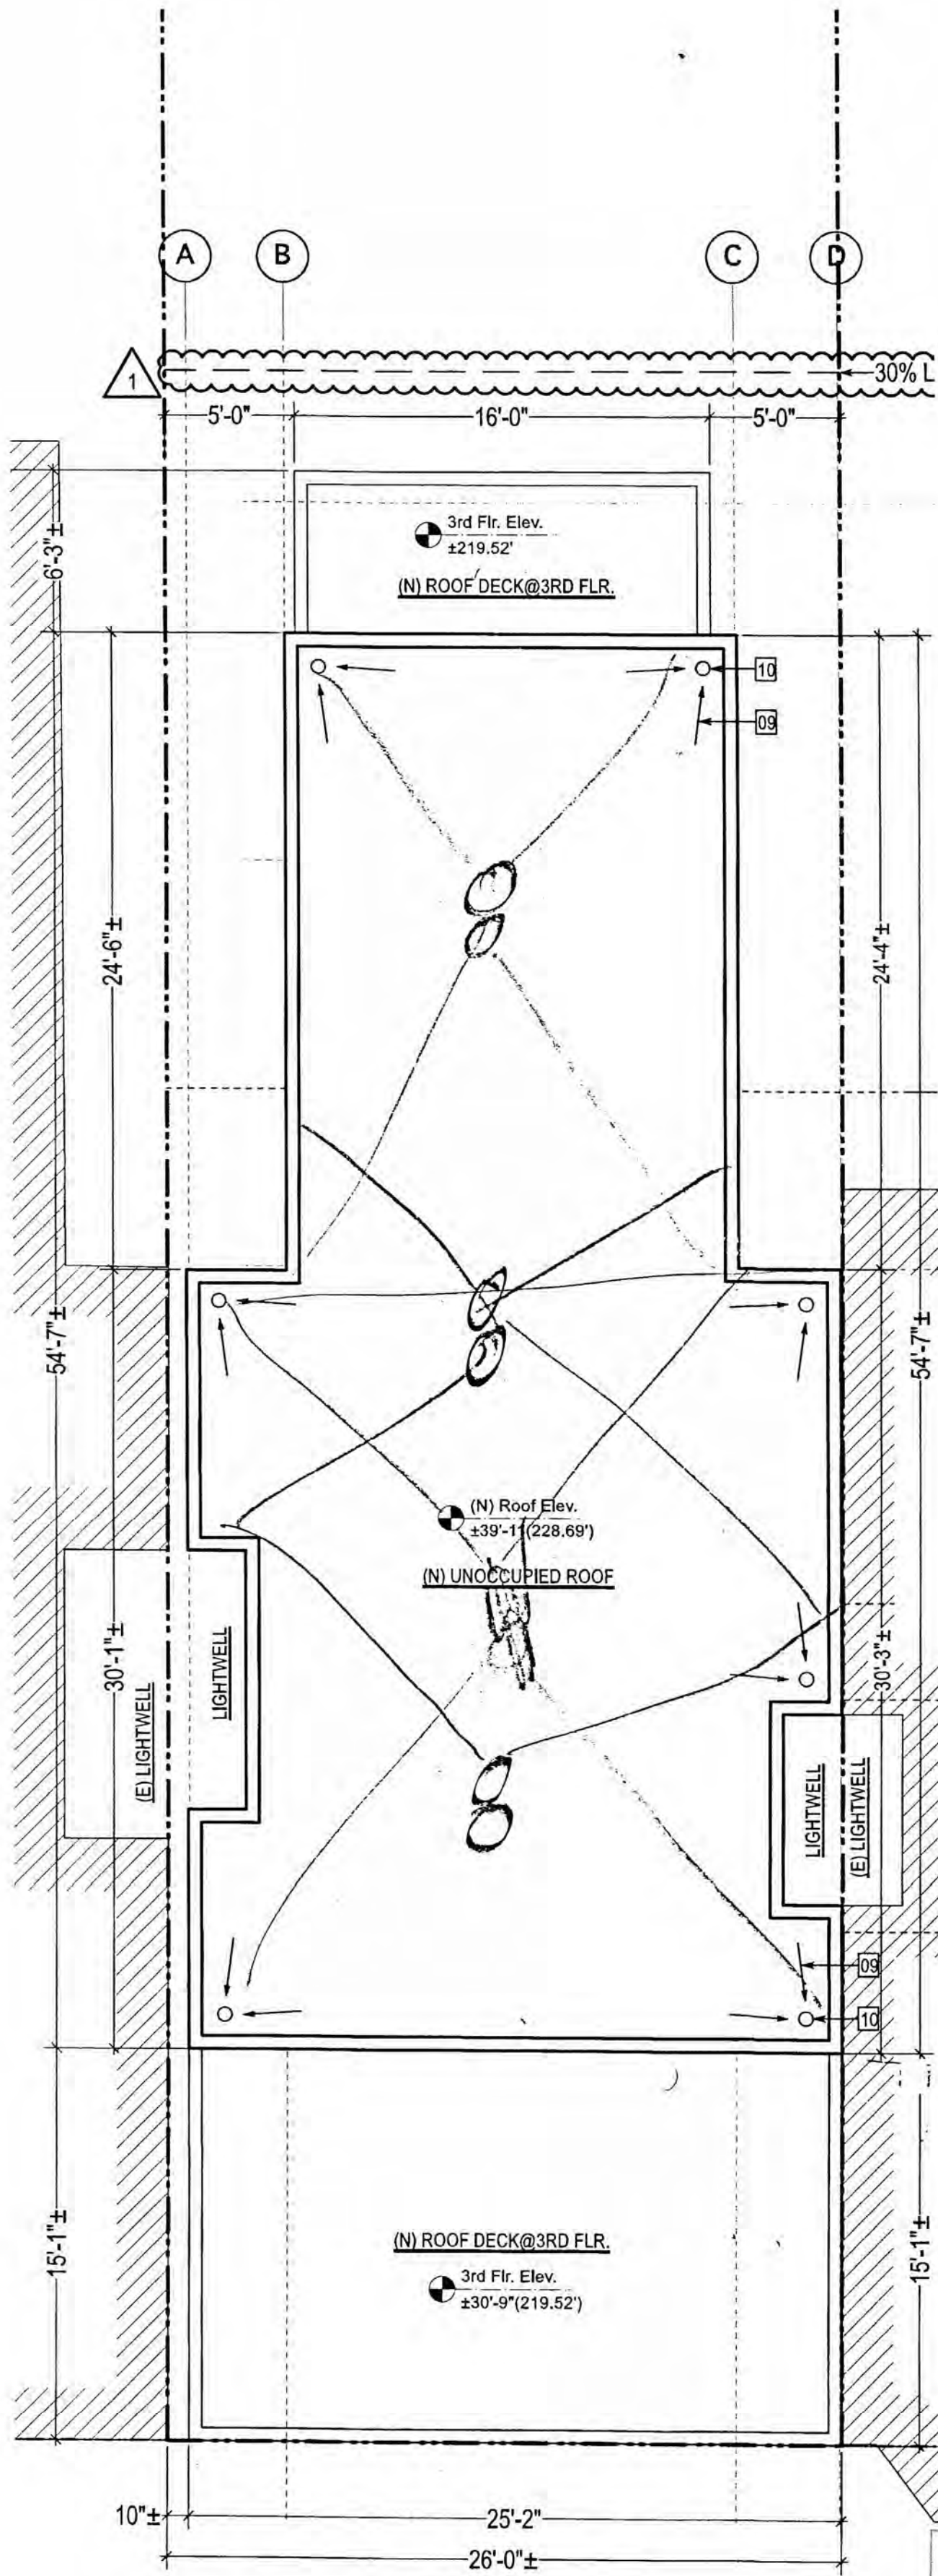 A
B
C
D
1
30% L
5'-0"
16'-0"
5'-0"
6'-3"±
3rd Flr. Elev.
±219.52'
(N) ROOF DECK@3RD FLR.
10
09
24'-6"±
24'-4"±
54'-7"±
54'-7"±
(N) Roof Elev.
±39'-11(228.69')
(N) UNOCCUPIED ROOF
30'-1"±
30'-3"±
(E) LIGHTWELL
LIGHTWELL
LIGHTWELL
(E) LIGHTWELL
09
10
15'-1"±
15'-1"±
(N) ROOF DECK@3RD FLR.
3rd Flr. Elev.
±30'-9"(219.52')
10"±
25'-2"
26'-0"±